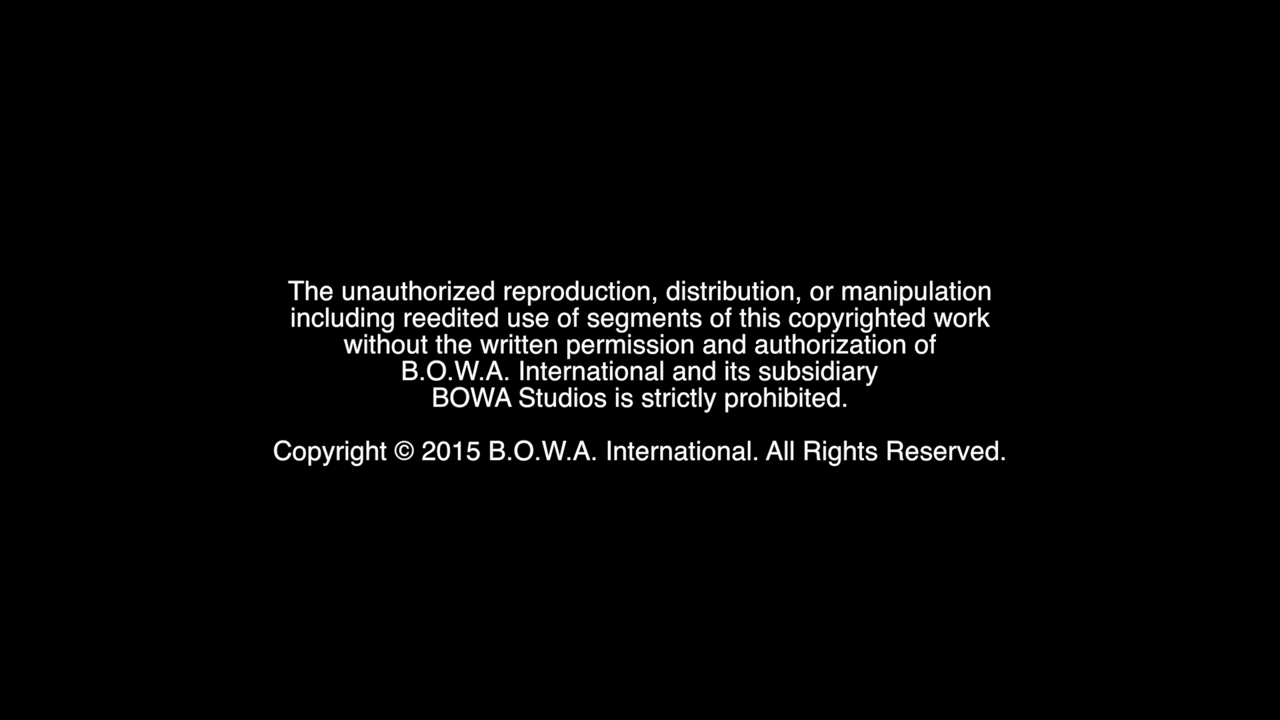 The unauthorized reproduction, distribution, or manipulation
including reedited use of segments of this copyrighted work
without the written permission and authorization of
B.O.W.A. International and its subsidiary
BOWA Studios is strictly prohibited.
Copyright © 2015 B.O.W.A. International. All Rights Reserved.